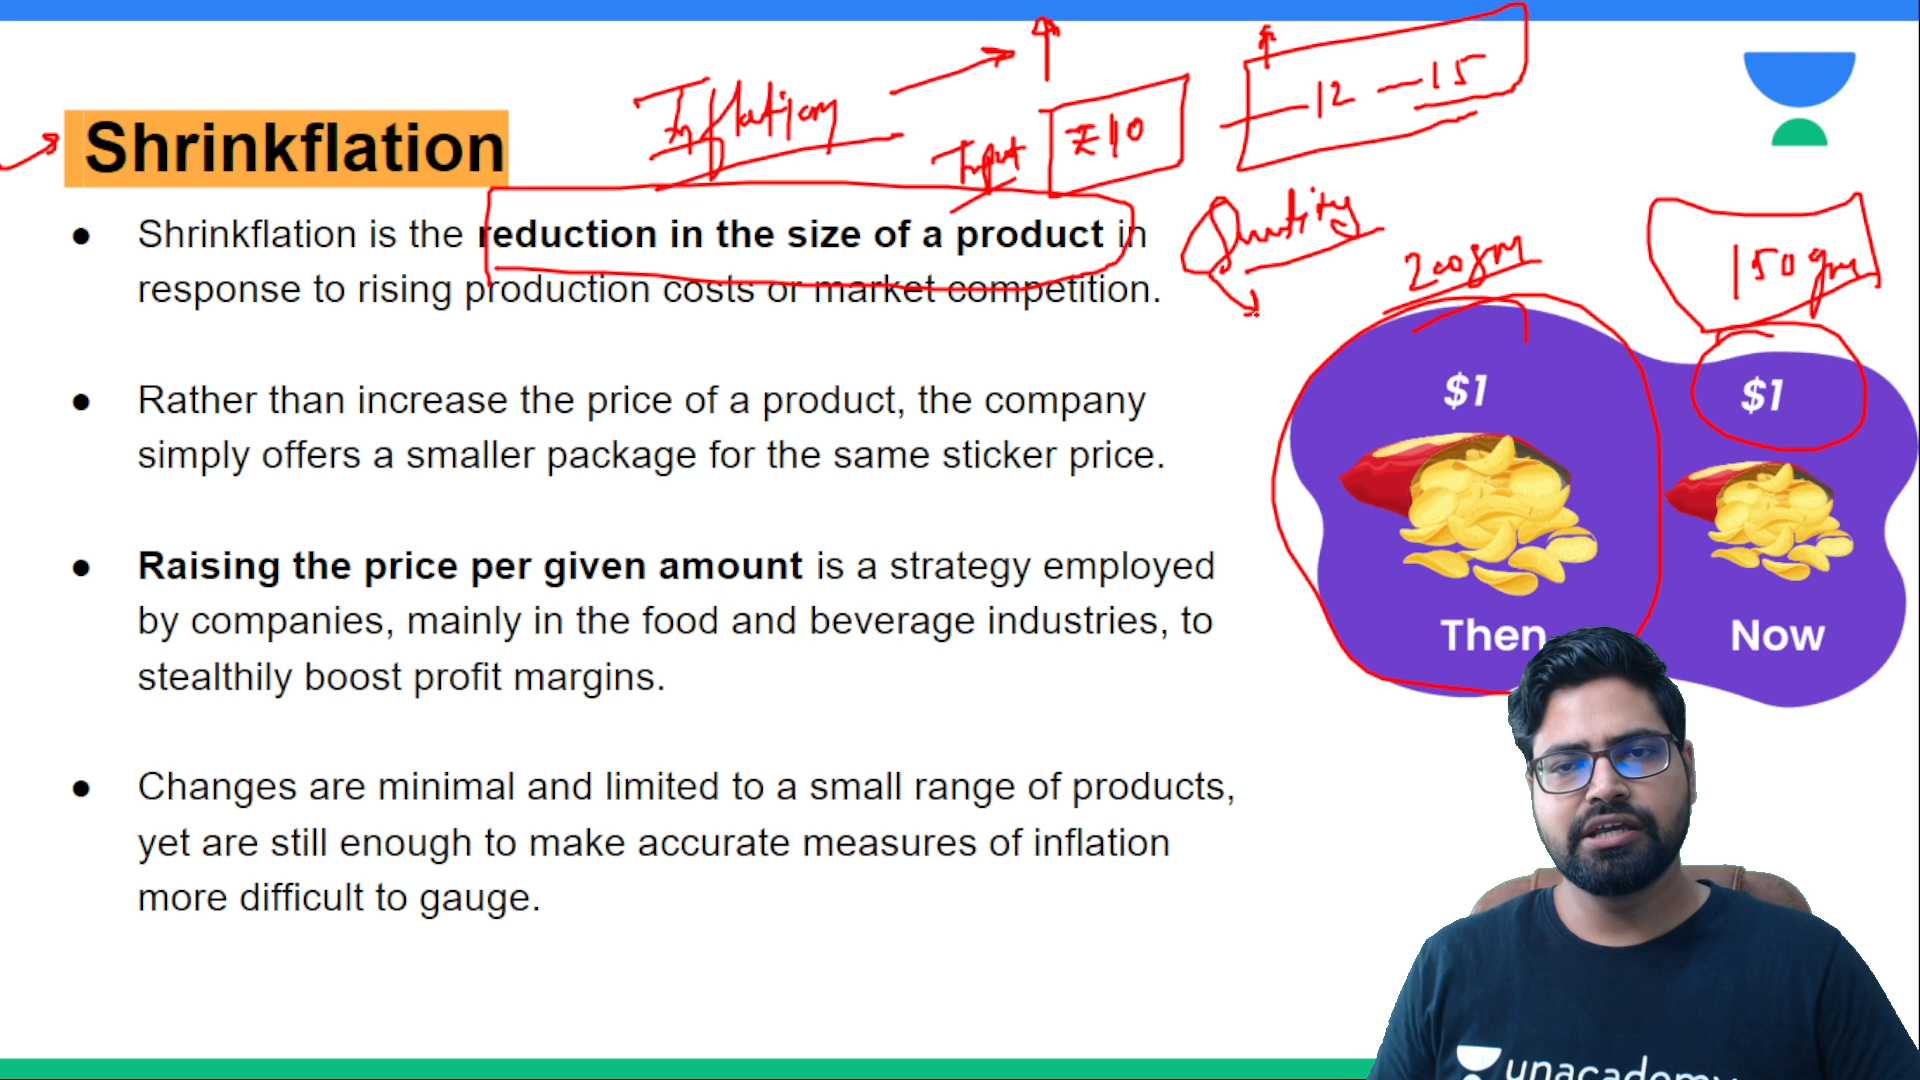 Inflation
Input
₹10
12 - 15
Shrinkflation
Quantity
200gm
150 gm
Shrinkflation is the reduction in the size of a product in
response to rising production costs or market competition.
Rather than increase the price of a product, the company
simply offers a smaller package for the same sticker price.
Raising the price per given amount is a strategy employed
by companies, mainly in the food and beverage industries, to
stealthily boost profit margins.
Changes are minimal and limited to a small range of products,
yet are still enough to make accurate measures of inflation
more difficult to gauge.
$1
$1
Then
Now
unacademy